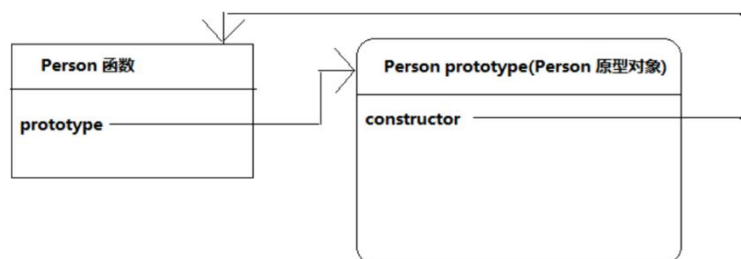 Person 函数
prototype
Person prototype(Person 原型对象)
constructor